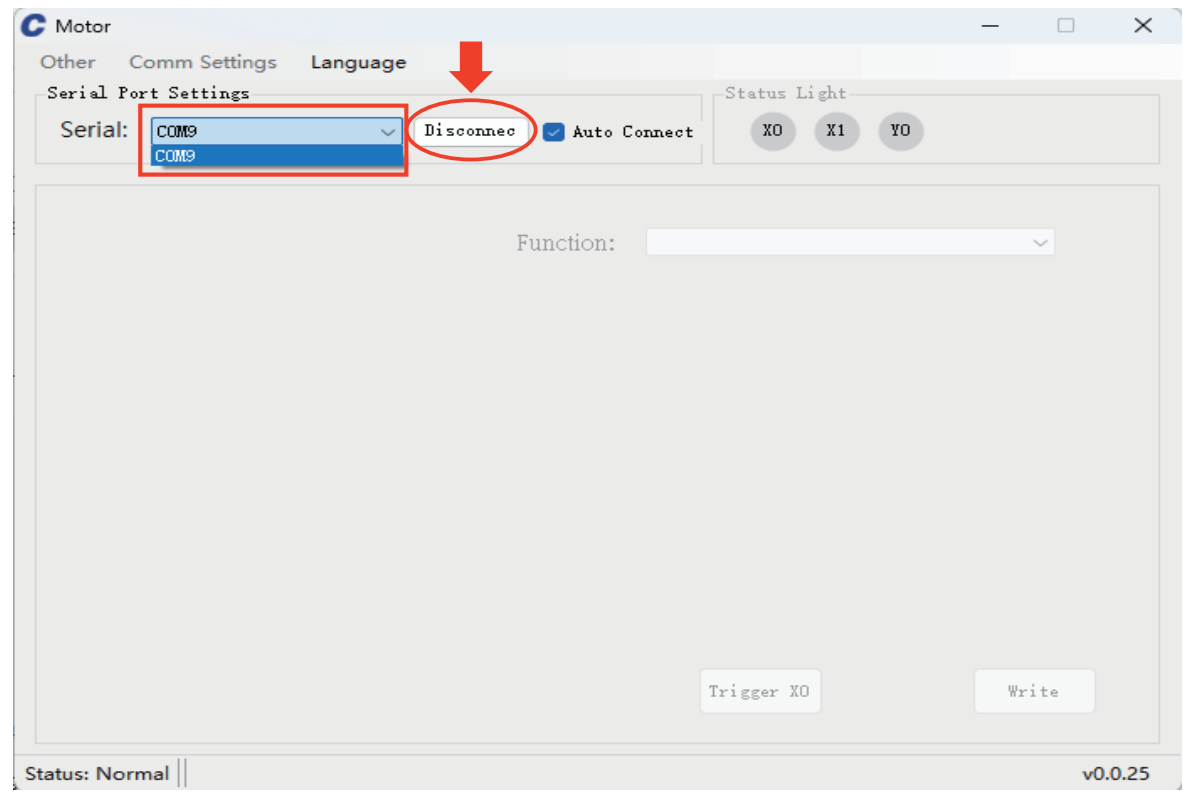 Motor
Other Comm Settings Language
Serial Port Settings
Status Light
Serial: COM9 Disconnec Auto Connect X0 X1 Y0
COM9
Function:
Trigger X0 Write
Status: Normal v0.0.25